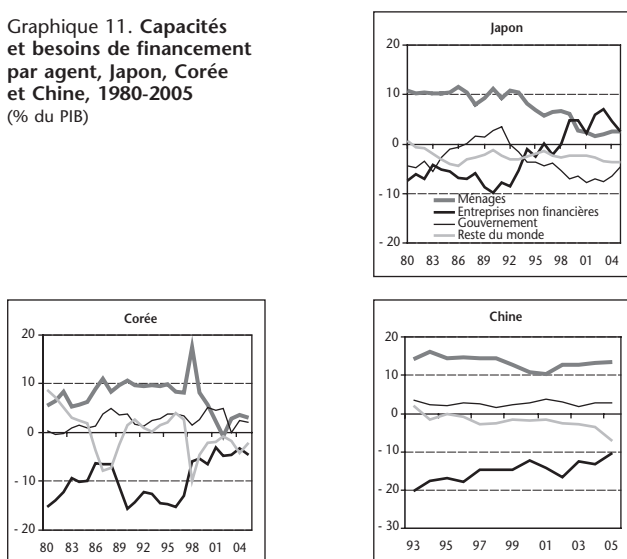 Graphique 11. Capacités
et besoins de financement
par agent, Japon, Corée
et Chine, 1980-2005
(% du PIB)
Japon
20
10
0
- 10
- 20
Ménages
Entreprises non financières
Gouvernement
Reste du monde
80 83 86 89 92 95 98 01 04
Corée
20
10
0
- 10
- 20
80 83 86 89 92 95 98 01 04
Chine
20
10
0
- 10
- 20
- 30
93 95 97 99 01 03 05